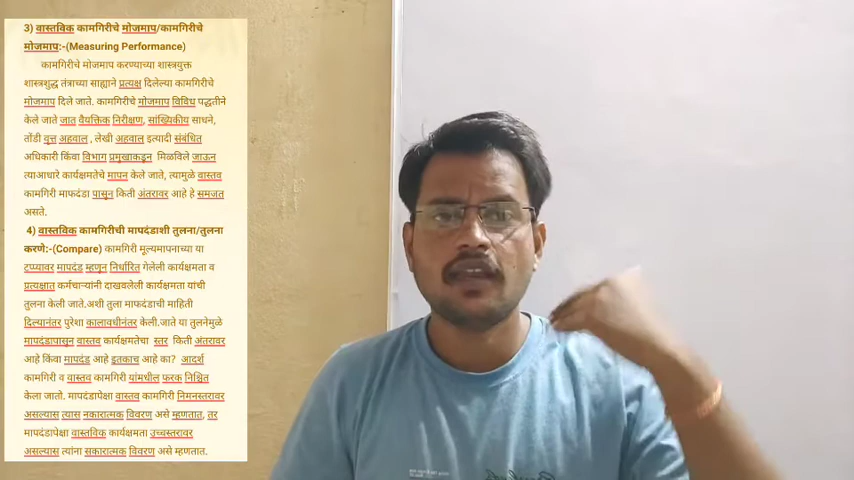 3) वास्तविक कामगिरीचे मोजमाप/कामगिरीचे
मोजमाप:-(Measuring Performance)
कामगिरीचे मोजमाप करण्याच्या शास्त्रयुक्त
शास्त्रशुद्ध तंत्राच्या साह्याने प्रत्यक्ष दिलेल्या कामगिरीचे
मोजमाप दिले जाते. कामगिरीचे मोजमाप विविध पद्धतीने
केले जाते जात वैयक्तिक निरीक्षण, सांख्यिकीय साधने,
तोंडी वृत्त अहवाल , लेखी अहवाल इत्यादी संबंधित
अधिकारी किंवा विभाग प्रमुखाकडून मिळविले जाऊन
त्याआधारे कार्यक्षमतेचे मापन केले जाते, त्यामुळे वास्तव
कामगिरी माफदंडा पासून किती अंतरावर आहे हे समजत
असते.
4) वास्तविक कामगिरीची मापदंडाशी तुलना/तुलना
करणे:-(Compare) कामगिरी मूल्यमापनाच्या या
टप्प्यावर मापदंड म्हणून निर्धारित गेलेली कार्यक्षमता व
प्रत्यक्षात कर्मचाऱ्यांनी दाखवलेली कार्यक्षमता यांची
तुलना केली जाते.अशी तुला माफदंडाची माहिती
दिल्यानंतर पुरेशा कालावधीनंतर केली.जाते या तुलनेमुळे
मापदंडापासून वास्तव कार्यक्षमतेचा स्तर किती अंतरावर
आहे किंवा मापदंड आहे इतकाच आहे का? आदर्श
कामगिरी व वास्तव कामगिरी यांमधील फरक निश्चित
केला जातो. मापदंडापेक्षा वास्तव कामगिरी निमनस्तरावर
असल्यास त्यास नकारात्मक विवरण असे म्हणतात, तर
मापदंडापेक्षा वास्तविक कार्यक्षमता उच्चस्तरावर
असल्यास त्यांना सकारात्मक विवरण असे म्हणतात.